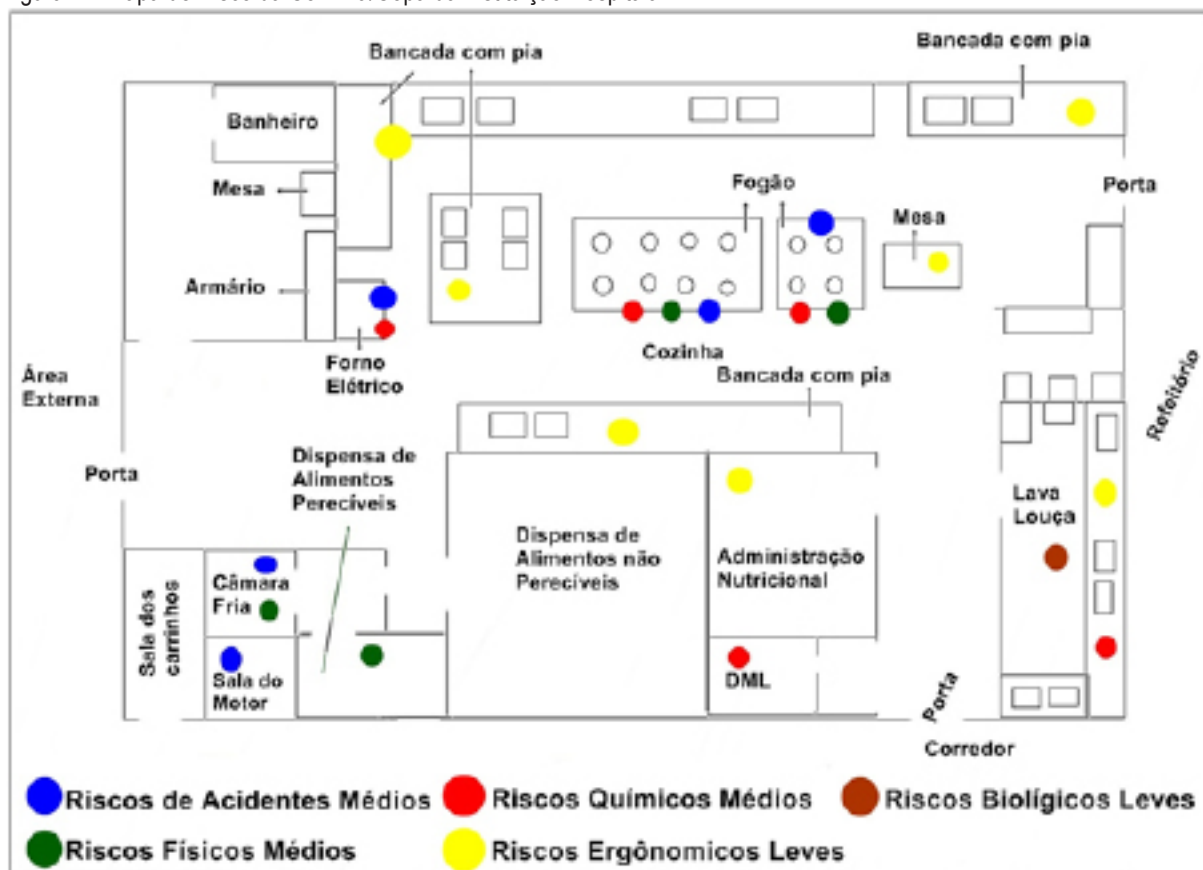 Bancada com pia
Bancada com pia
Banheiro
Mesa
Fogão
Porta
Mesa
Armário
Forno
Elétrico
Cozinha
Bancada com pia
Área
Externa
Refeitório
Porta
Dispensa de
Alimentos
Perecíveis
Lava
Louça
Dispensa de
Alimentos não
Perecíveis
Administração
Nutricional
Sala dos
carrinhos
Câmara
Fria
Sala do
Motor
DML
Porta
Corredor
Riscos de Acidentes Médios
Riscos Químicos Médios
Riscos Biolígicos Leves
Riscos Físicos Médios
Riscos Ergônomicos Leves